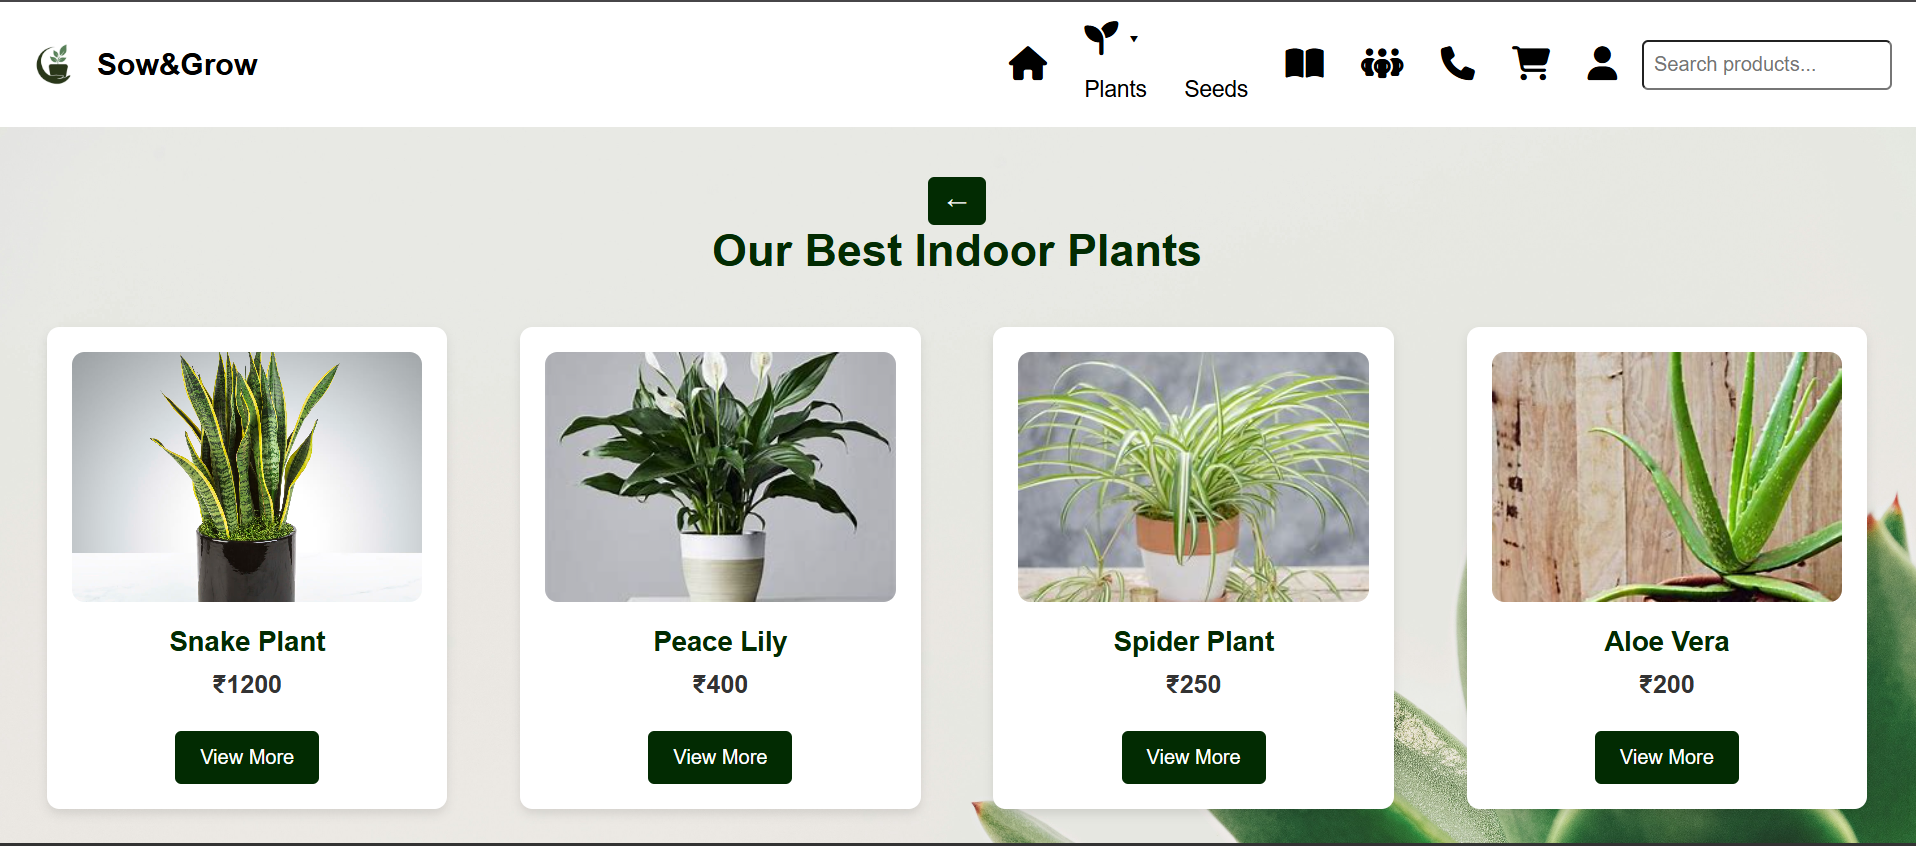 Sow&Grow
Plants
Seeds
Search products...
←
Our Best Indoor Plants
Snake Plant
₹1200
View More
Peace Lily
₹400
View More
Spider Plant
₹250
View More
Aloe Vera
₹200
View More